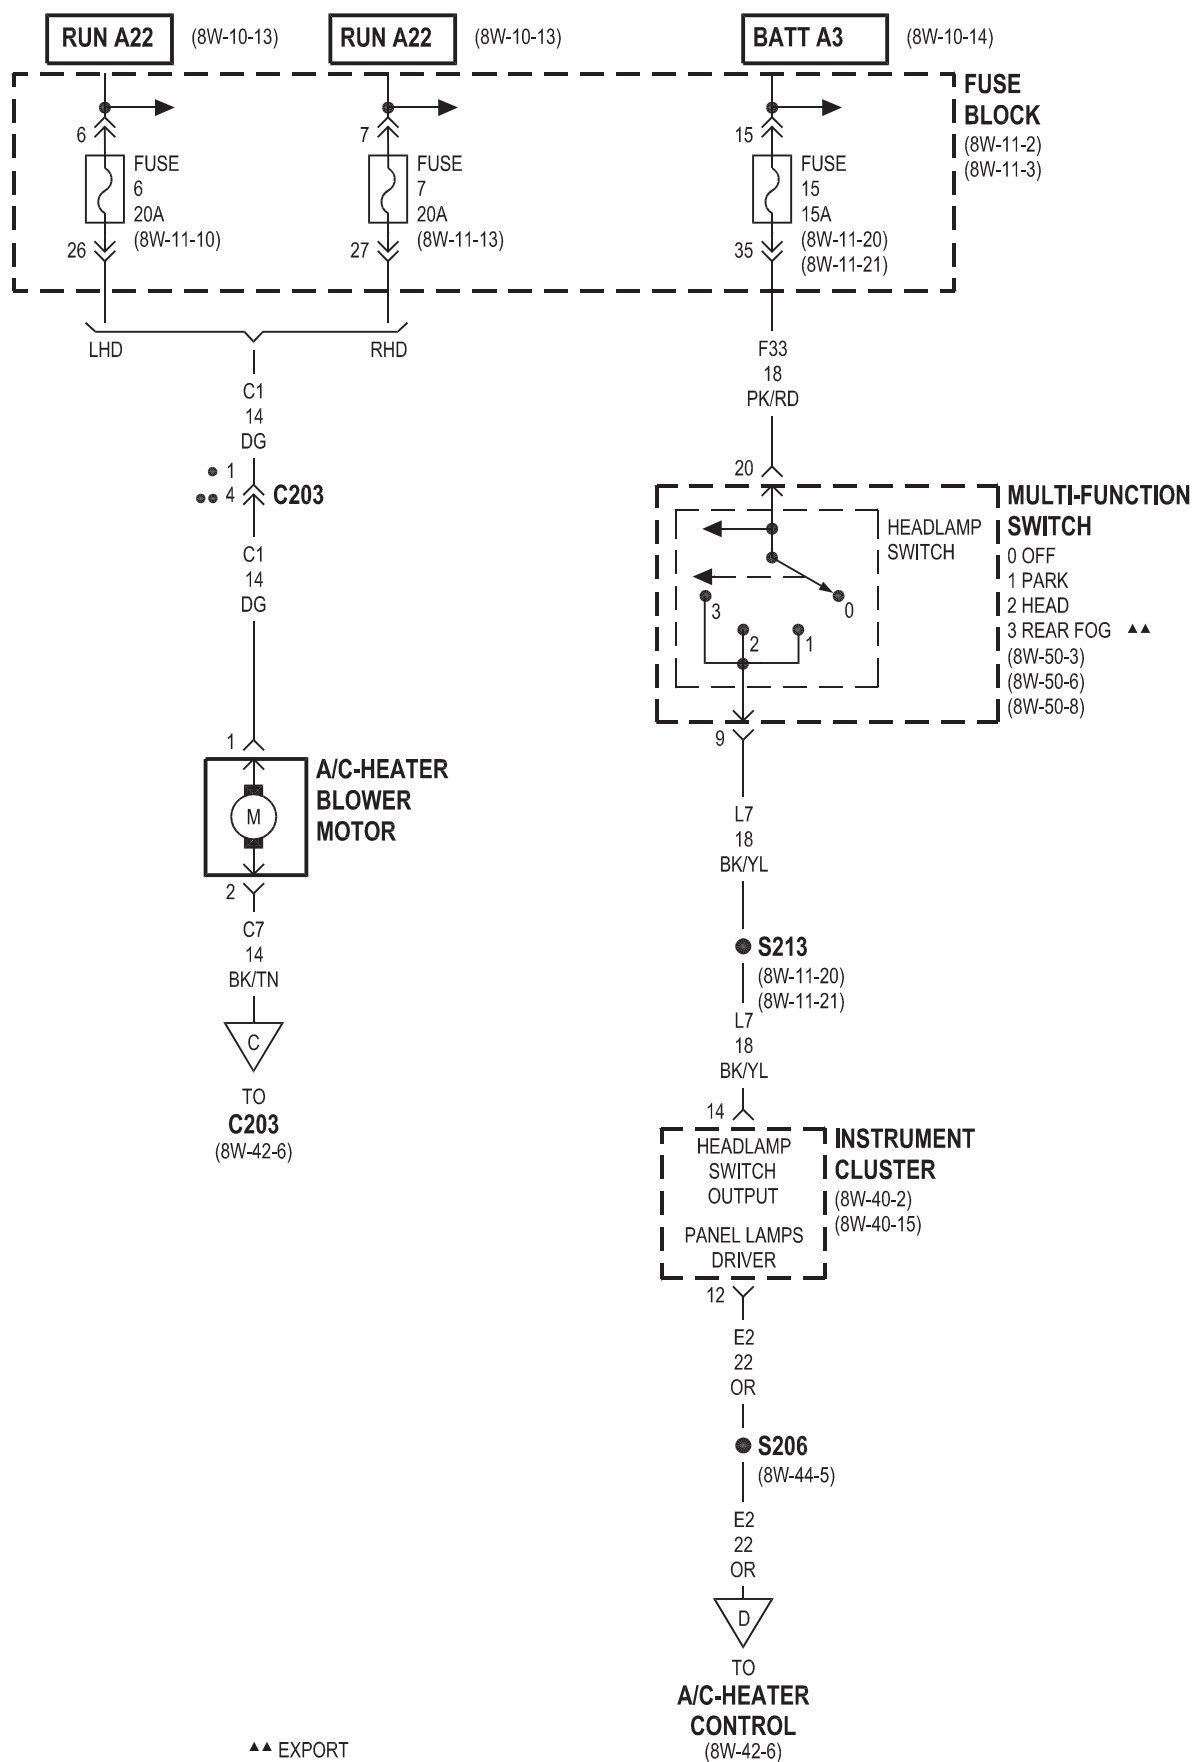 RUN A22 (8W-10-13)
RUN A22 (8W-10-13)
BATT A3 (8W-10-14)
FUSE
BLOCK
(8W-11-2)
(8W-11-3)
6
FUSE
6
20A
(8W-11-10)
26
7
FUSE
7
20A
(8W-11-13)
27
15
FUSE
15
15A
(8W-11-20)
(8W-11-21)
35
LHD
RHD
C1
14
DG
1
4
C203
C1
14
DG
1
A/C-HEATER
BLOWER
MOTOR
M
2
C7
14
BK/TN
C
TO
C203
(8W-42-6)
F33
18
PK/RD
20
MULTI-FUNCTION
SWITCH
0 OFF
1 PARK
2 HEAD
3 REAR FOG ▲▲
(8W-50-3)
(8W-50-6)
(8W-50-8)
HEADLAMP
SWITCH
3
0
2
1
9
L7
18
BK/YL
S213
(8W-11-20)
(8W-11-21)
L7
18
BK/YL
14
HEADLAMP
SWITCH
OUTPUT
PANEL LAMPS
DRIVER
INSTRUMENT
CLUSTER
(8W-40-2)
(8W-40-15)
12
E2
22
OR
S206
(8W-44-5)
E2
22
OR
D
TO
A/C-HEATER
CONTROL
(8W-42-6)
▲▲ EXPORT